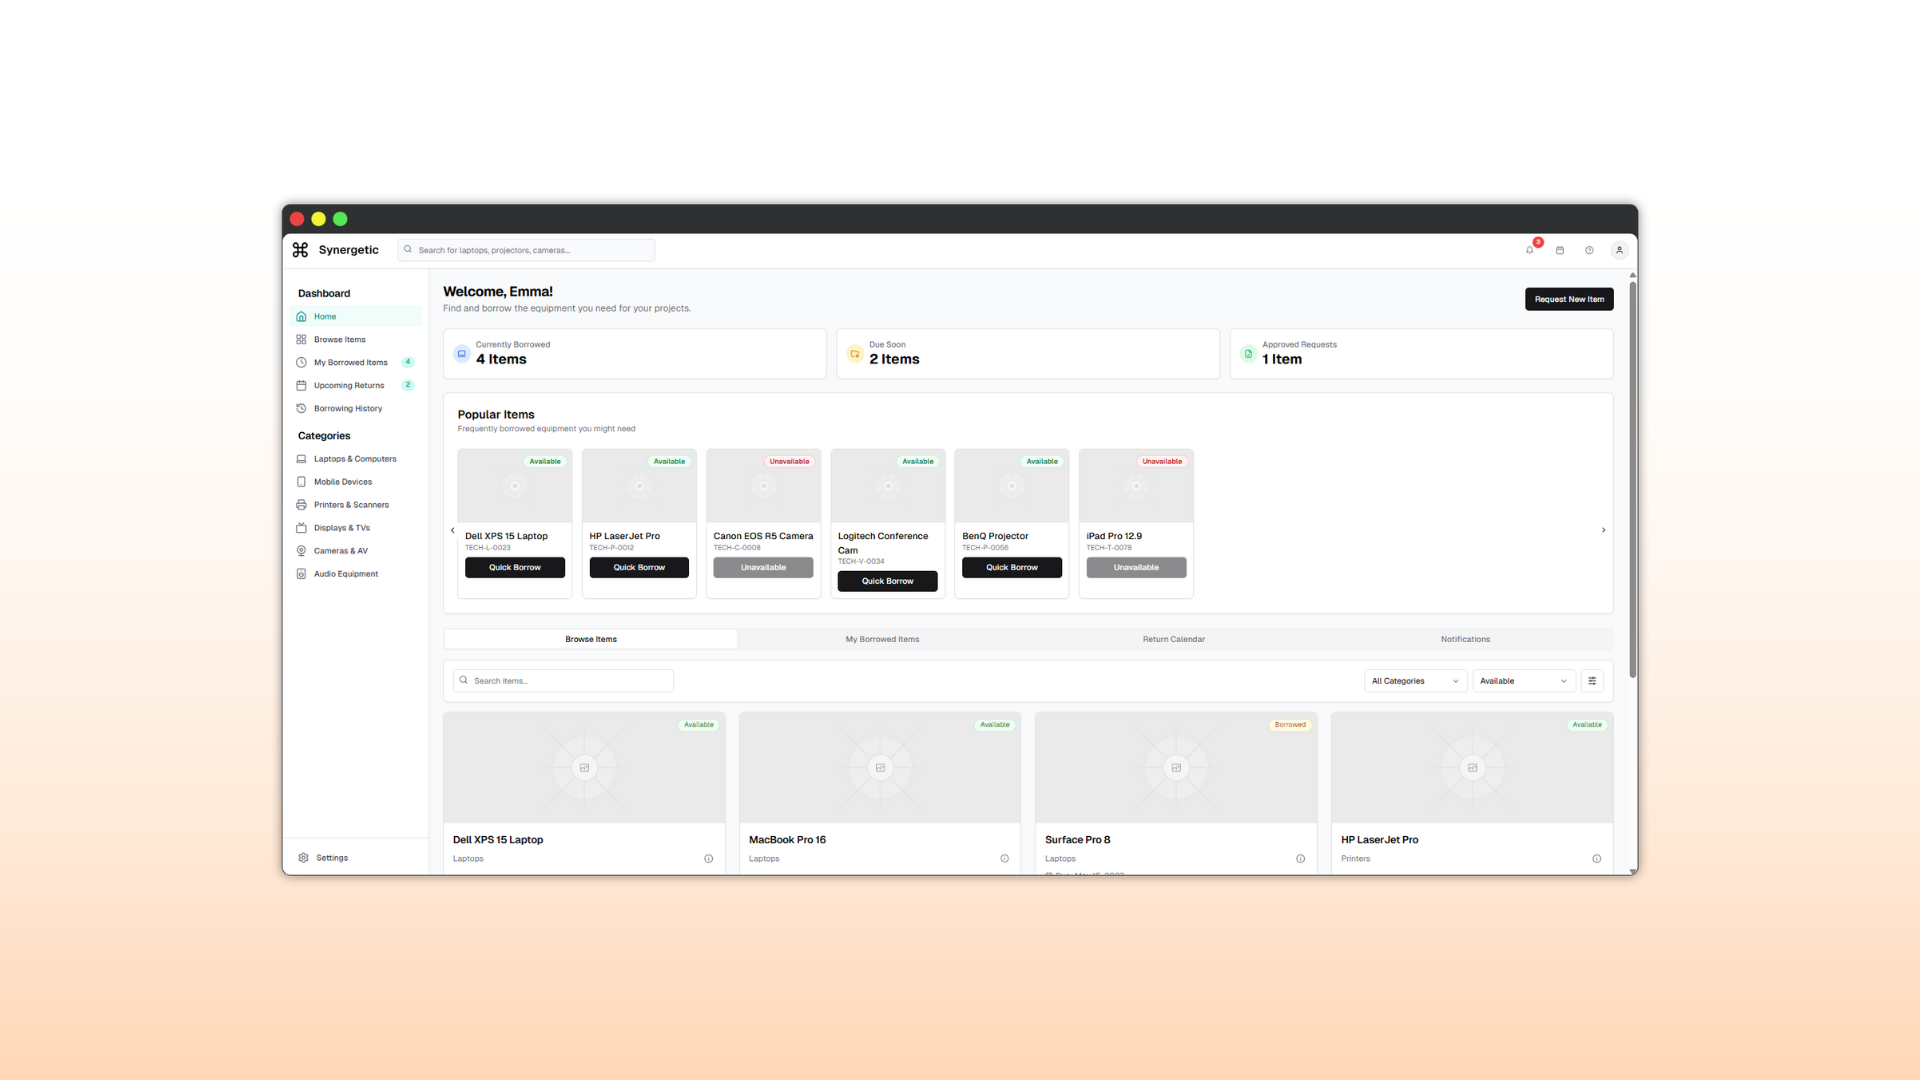 Synergetic
Search for laptops, projectors, cameras...
3
Dashboard
Home
Browse Items
My Borrowed Items 4
Upcoming Returns 2
Borrowing History
Categories
Laptops & Computers
Mobile Devices
Printers & Scanners
Displays & TVs
Cameras & AV
Audio Equipment
Settings
Welcome, Emma!
Find and borrow the equipment you need for your projects.
Request New Item
Currently Borrowed
4 Items
Due Soon
2 Items
Approved Requests
1 Item
Popular Items
Frequently borrowed equipment you might need
Available
Dell XPS 15 Laptop
TECH-L-0023
Quick Borrow
Available
HP LaserJet Pro
TECH-P-0012
Quick Borrow
Unavailable
Canon EOS R5 Camera
TECH-C-0008
Unavailable
Available
Logitech Conference
Cam
TECH-V-0034
Quick Borrow
Available
BenQ Projector
TECH-P-0056
Quick Borrow
Unavailable
iPad Pro 12.9
TECH-T-0078
Unavailable
Browse Items
My Borrowed Items
Return Calendar
Notifications
Search items...
All Categories
Available
Available
Dell XPS 15 Laptop
Laptops
Available
MacBook Pro 16
Laptops
Borrowed
Surface Pro 8
Laptops
Available
HP LaserJet Pro
Printers